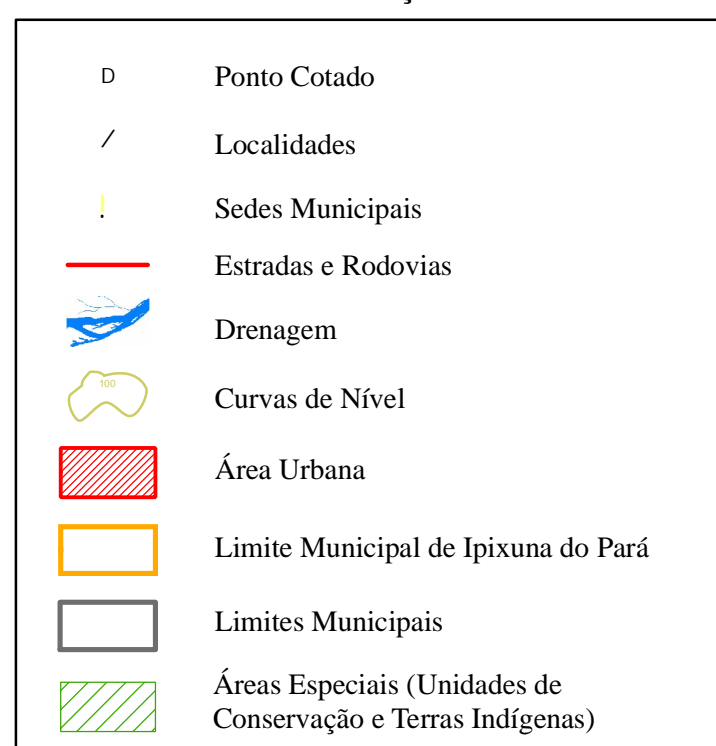 D Ponto Cotado
/ Localidades
! Sedes Municipais
Estradas e Rodovias
Drenagem
100
Curvas de Nível
Área Urbana
Limite Municipal de Ipixuna do Pará
Limites Municipais
Áreas Especiais (Unidades de
Conservação e Terras Indígenas)